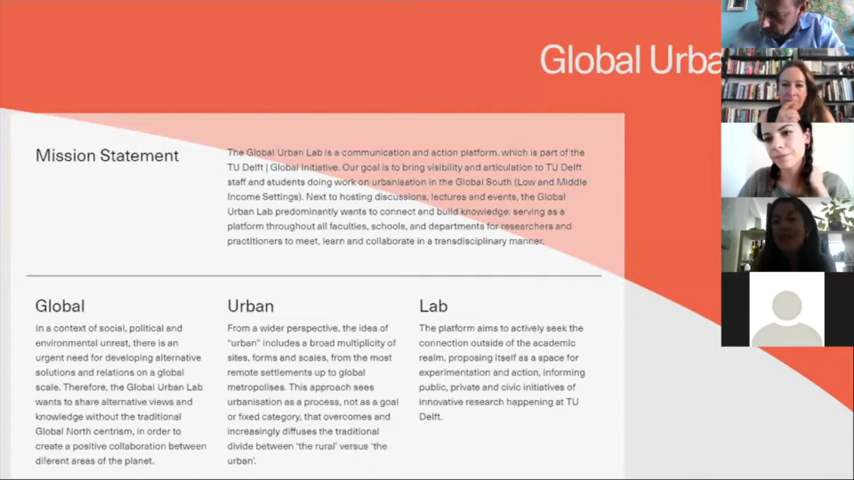 Global Urba
Mission Statement
The Global Urban Lab is a communication and action platform, which is part of the
TU Delft | Global Initiative. Our goal is to bring visibility and articulation to TU Delft
staff and students doing work on urbanisation in the Global South (Low and Middle
Income Settings). Next to hosting discussions, lectures and events, the Global
Urban Lab predominantly wants to connect and build knowledge: serving as a
platform throughout all faculties, schools, and departments for researchers and
practitioners to meet, learn and collaborate in a transdisciplinary manner.
Global
In a context of social, political and
environmental unrest, there is an
urgent need for developing alternative
solutions and relations on a global
scale. Therefore, the Global Urban Lab
wants to share alternative views and
knowledge without the traditional
Global North centrism, in order to
create a positive collaboration between
diferent areas of the planet.
Urban
From a wider perspective, the idea of
“urban” includes a broad multiplicity of
sites, forms and scales, from the most
remote settlements up to global
metropolises. This approach sees
urbanisation as a process, not as a goal
or fixed category, that overcomes and
increasingly diffuses the traditional
divide between ‘the rural’ versus ‘the
urban’.
Lab
The platform aims to actively seek the
connection outside of the academic
realm, proposing itself as a space for
experimentation and action, informing
public, private and civic initiatives of
innovative research happening at TU
Delft.